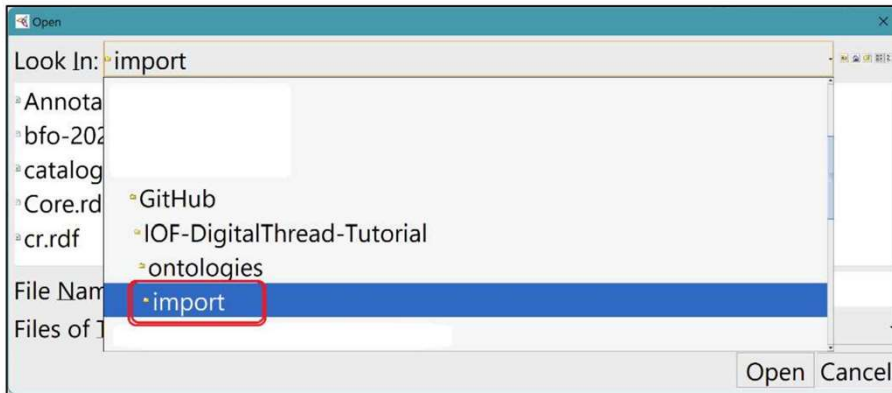 Open
Look In: import
Annota
bfo-202
catalog
Core.rd
cr.rdf
GitHub
IOF-DigitalThread-Tutorial
ontologies
import
File Nam
Files of T
Open Cancel